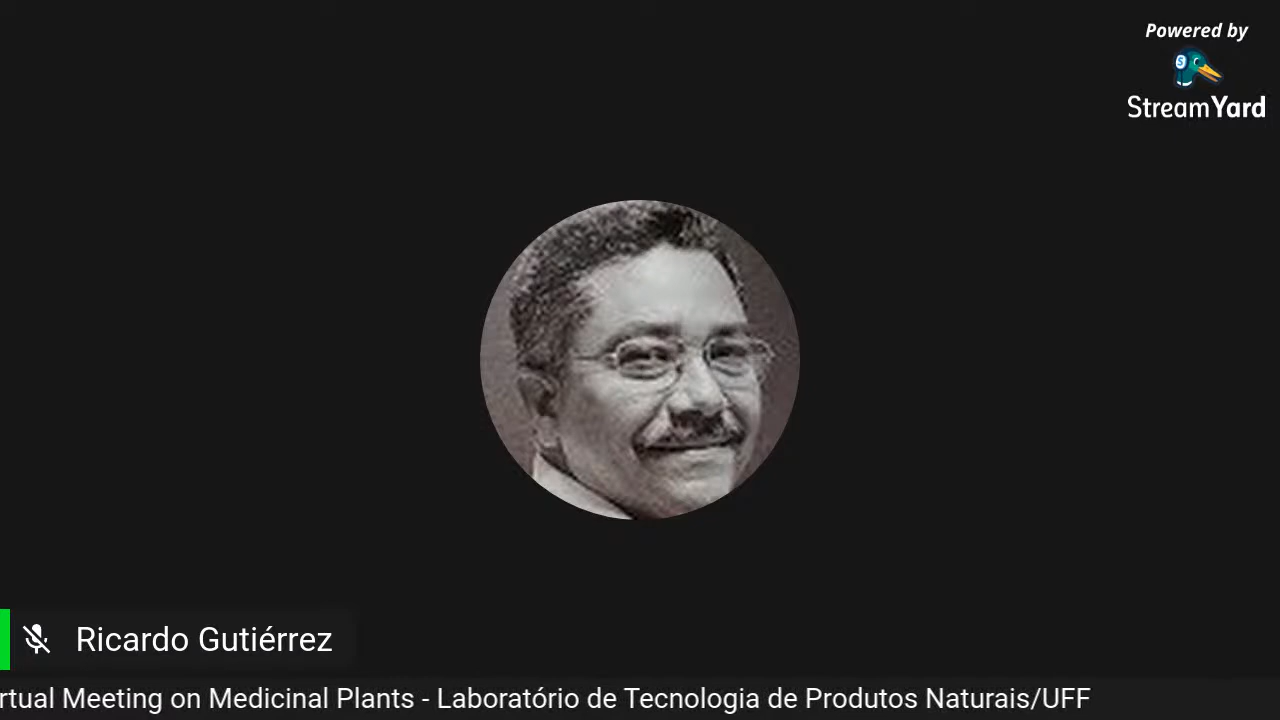 Powered by
StreamYard
Ricardo Gutiérrez
rtual Meeting on Medicinal Plants - Laboratório de Tecnologia de Produtos Naturais/UFF